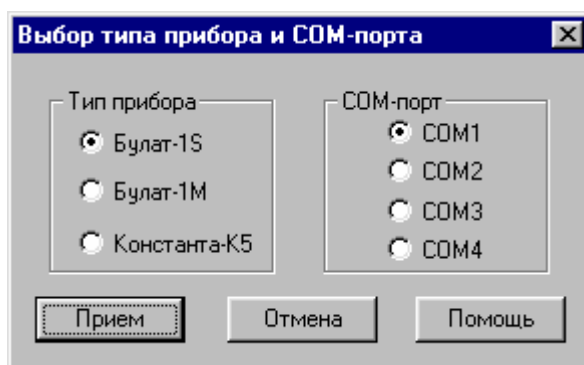 Выбор типа прибора и COM-порта
Тип прибора
Булат-1S
Булат-1М
Константа-К5
COM-порт
COM1
COM2
COM3
COM4
Прием
Отмена
Помощь